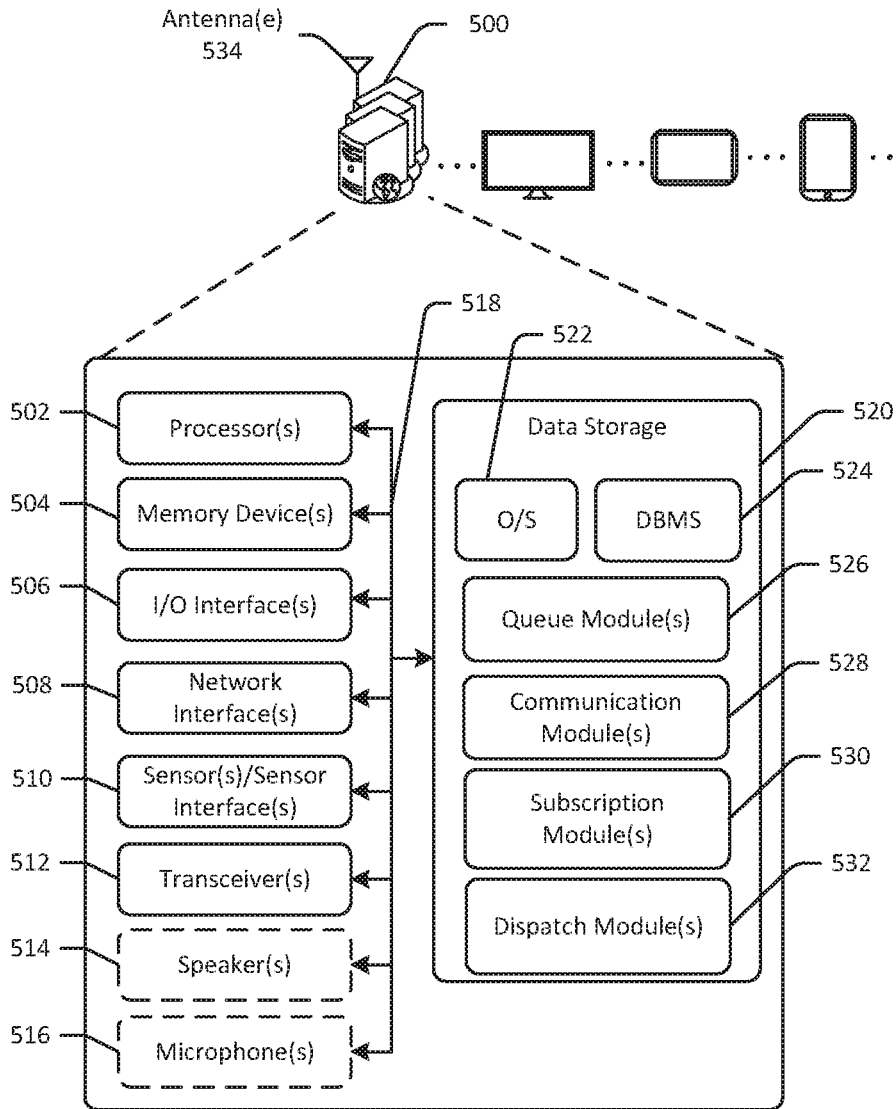 Antenna(e)
534
500
518
522
502
Processor(s)
Data Storage
520
504
Memory Device(s)
O/S
DBMS
524
506
I/O Interface(s)
Queue Module(s)
526
508
Network
Interface(s)
Communication
Module(s)
528
510
Sensor(s)/Sensor
Interface(s)
Subscription
Module(s)
530
512
Transceiver(s)
Dispatch Module(s)
532
514
Speaker(s)
516
Microphone(s)